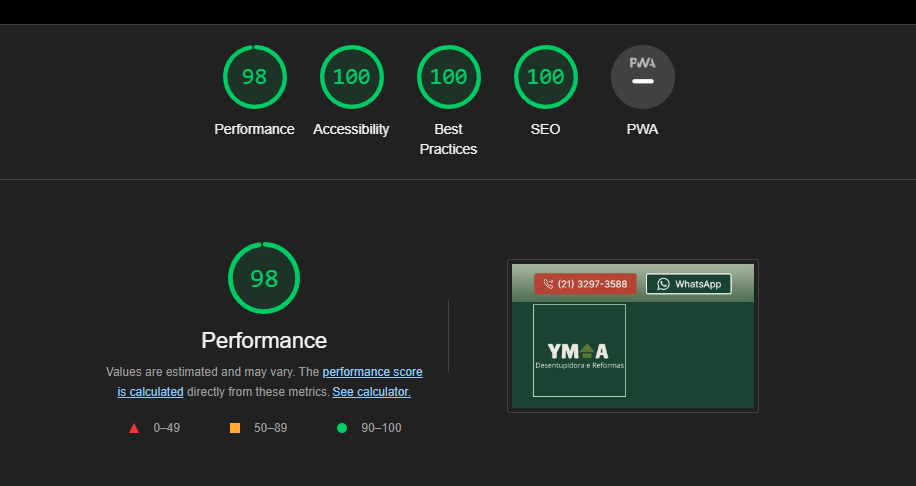 98
100
100
100
PWA
Performance
Accessibility
Best
Practices
SEO
PWA
98
Performance
Values are estimated and may vary. The performance score
is calculated directly from these metrics. See calculator.
0–49
50–89
90–100
(21) 3297-3588
WhatsApp
YM A
Desentupidora e Reformas